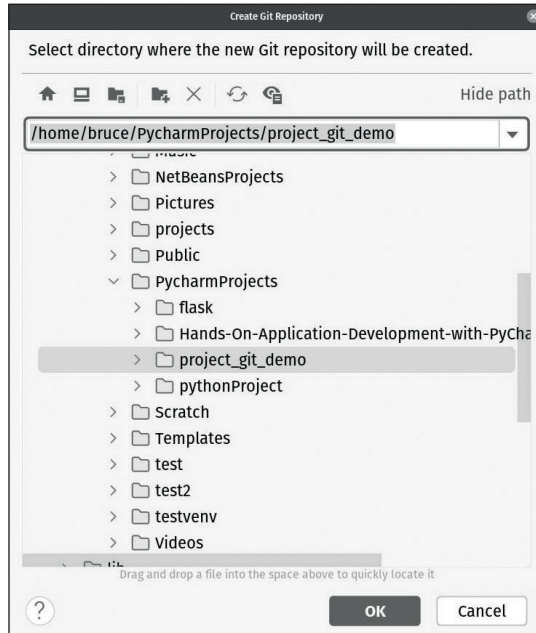 Create Git Repository
Select directory where the new Git repository will be created.
Hide path
/home/bruce/PycharmProjects/project_git_demo
Music
NetBeansProjects
Pictures
projects
Public
PycharmProjects
flask
Hands-On-Application-Development-with-PyCha
project_git_demo
pythonProject
Scratch
Templates
test
test2
testvenv
Videos
lib
Drag and drop a file into the space above to quickly locate it
?
OK
Cancel